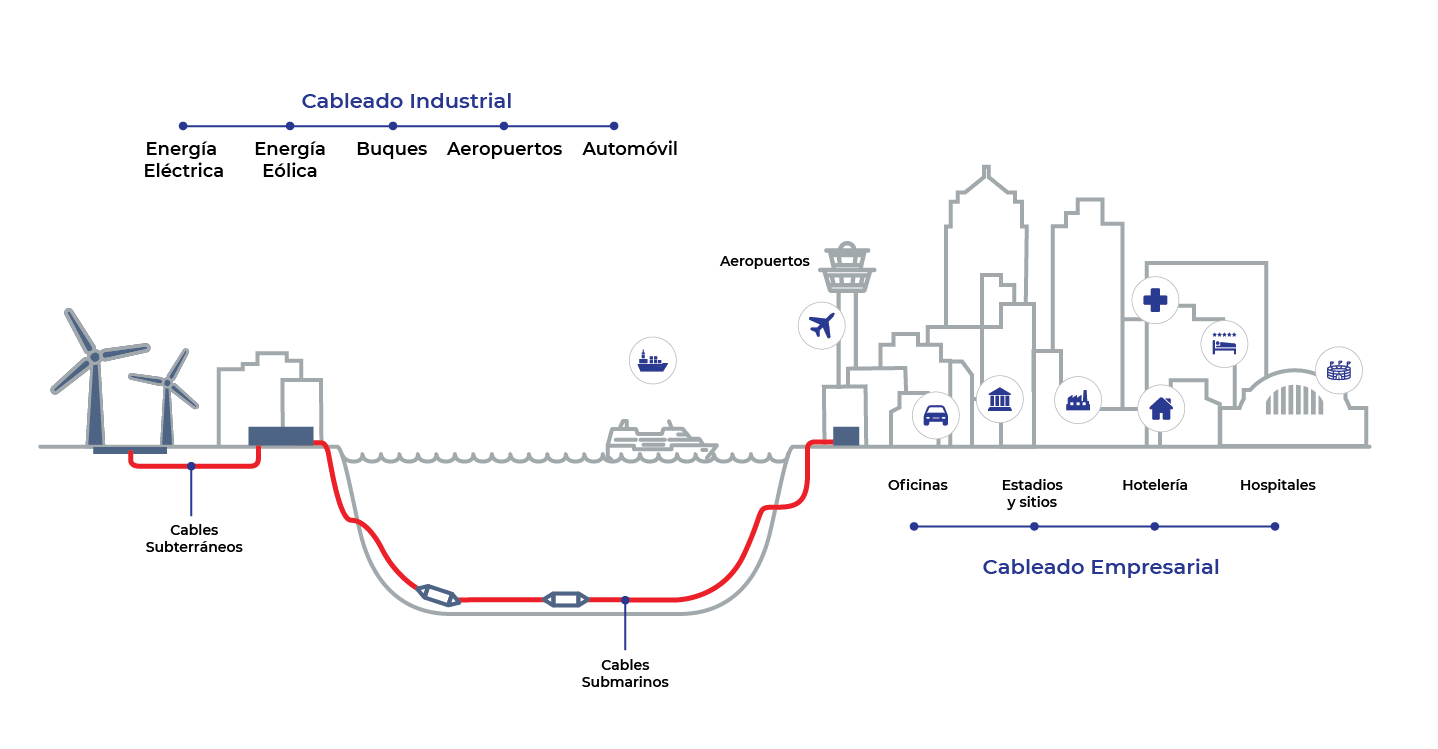 Cableado Industrial
Energía
Eléctrica
Energía
Eólica
Buques
Aeropuertos
Automóvil
Aeropuertos
Oficinas
Estadios
y sitios
Hotelería
Hospitales
Cableado Empresarial
Cables
Subterráneos
Cables
Submarinos